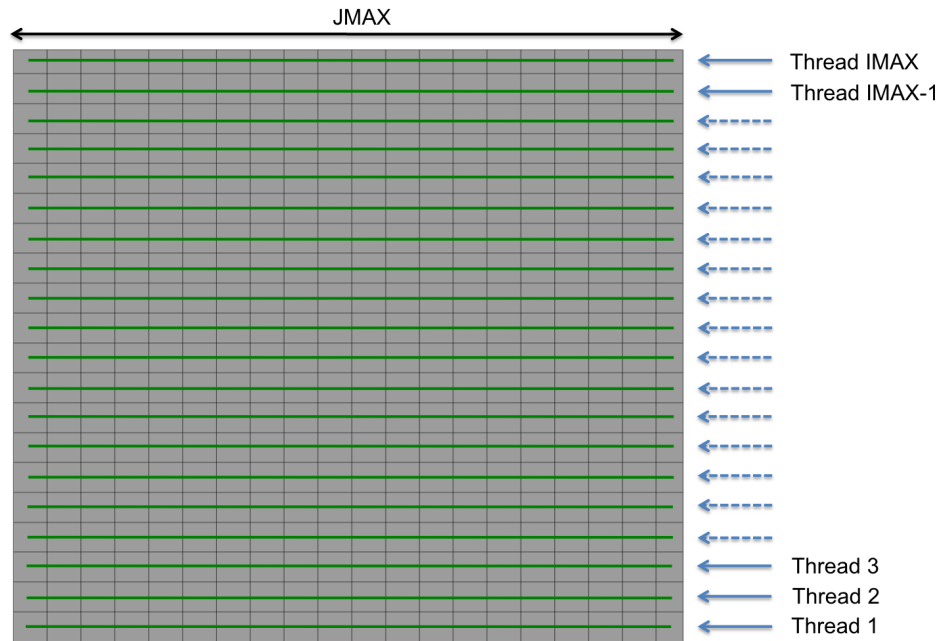 JMAX
Thread IMAX
Thread IMAX-1
Thread 3
Thread 2
Thread 1